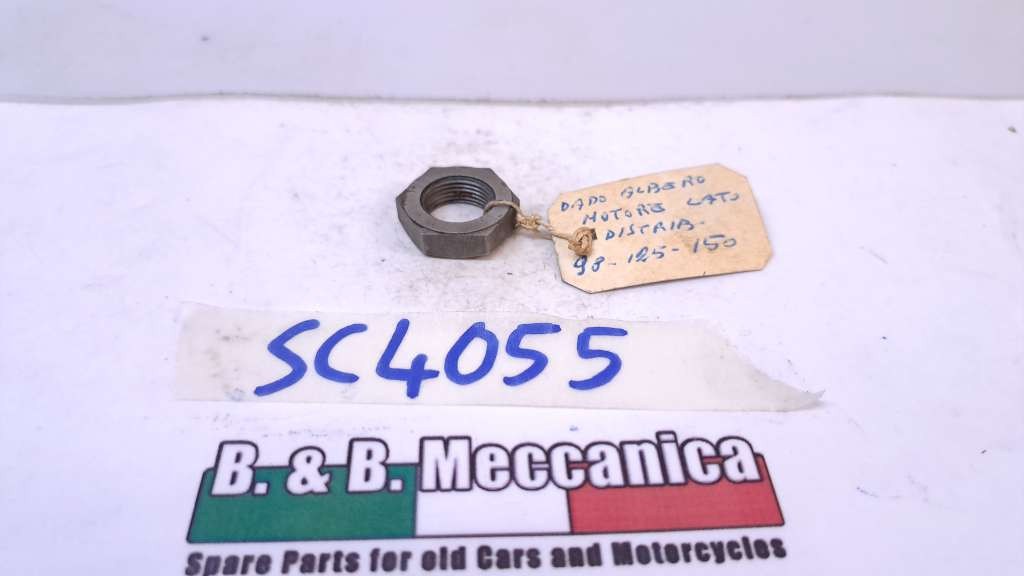 DADO ALBERO
MOTORE LATO
DISTRIB-
98-125-150
SC4055
B. & B. Meccanica
Spare Parts for old Cars and Motorcycles